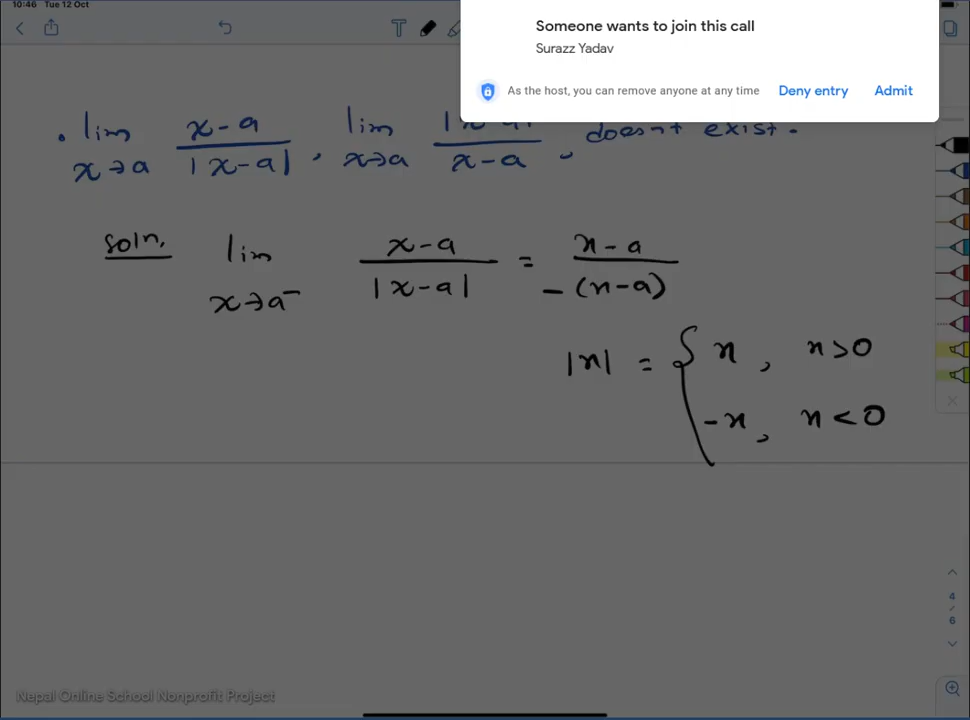 10:46 Tue 12 Oct
Someone wants to join this call
Surazz Yadav
As the host, you can remove anyone at any time
Deny entry
Admit
. lim x→a (x-a)/|x-a| , lim x→a |x-a|/(x-a) , doesn't exist.
soln. lim x→a⁻ (x-a)/|x-a| = (x-a)/-(x-a)
|x| = { x , x>0
-x , x<0
4
/
6
Nepal Online School Nonprofit Project